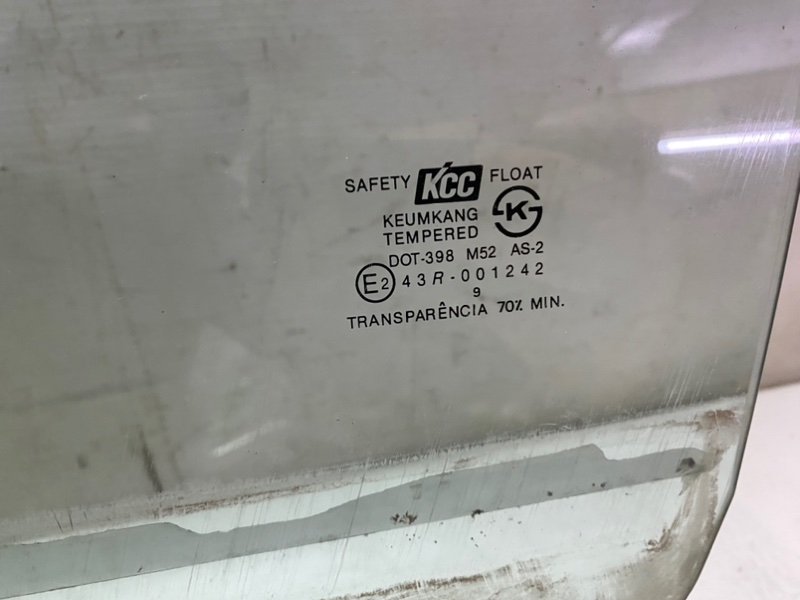 SAFETY KCC FLOAT
KEUMKANG
TEMPERED
DOT-398 M52 AS-2
E2 43R-001242
9
TRANSPARÊNCIA 70% MIN.